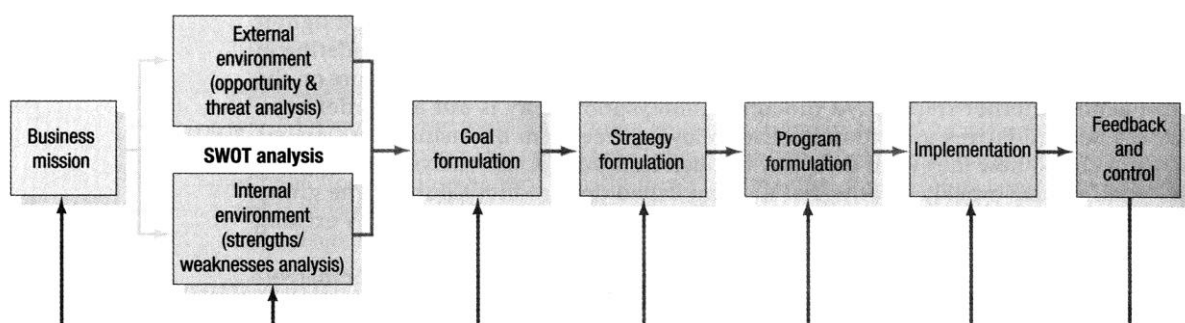 Business
mission
External
environment
(opportunity &
threat analysis)
SWOT analysis
Internal
environment
(strengths/
weaknesses analysis)
Goal
formulation
Strategy
formulation
Program
formulation
Implementation
Feedback
and
control